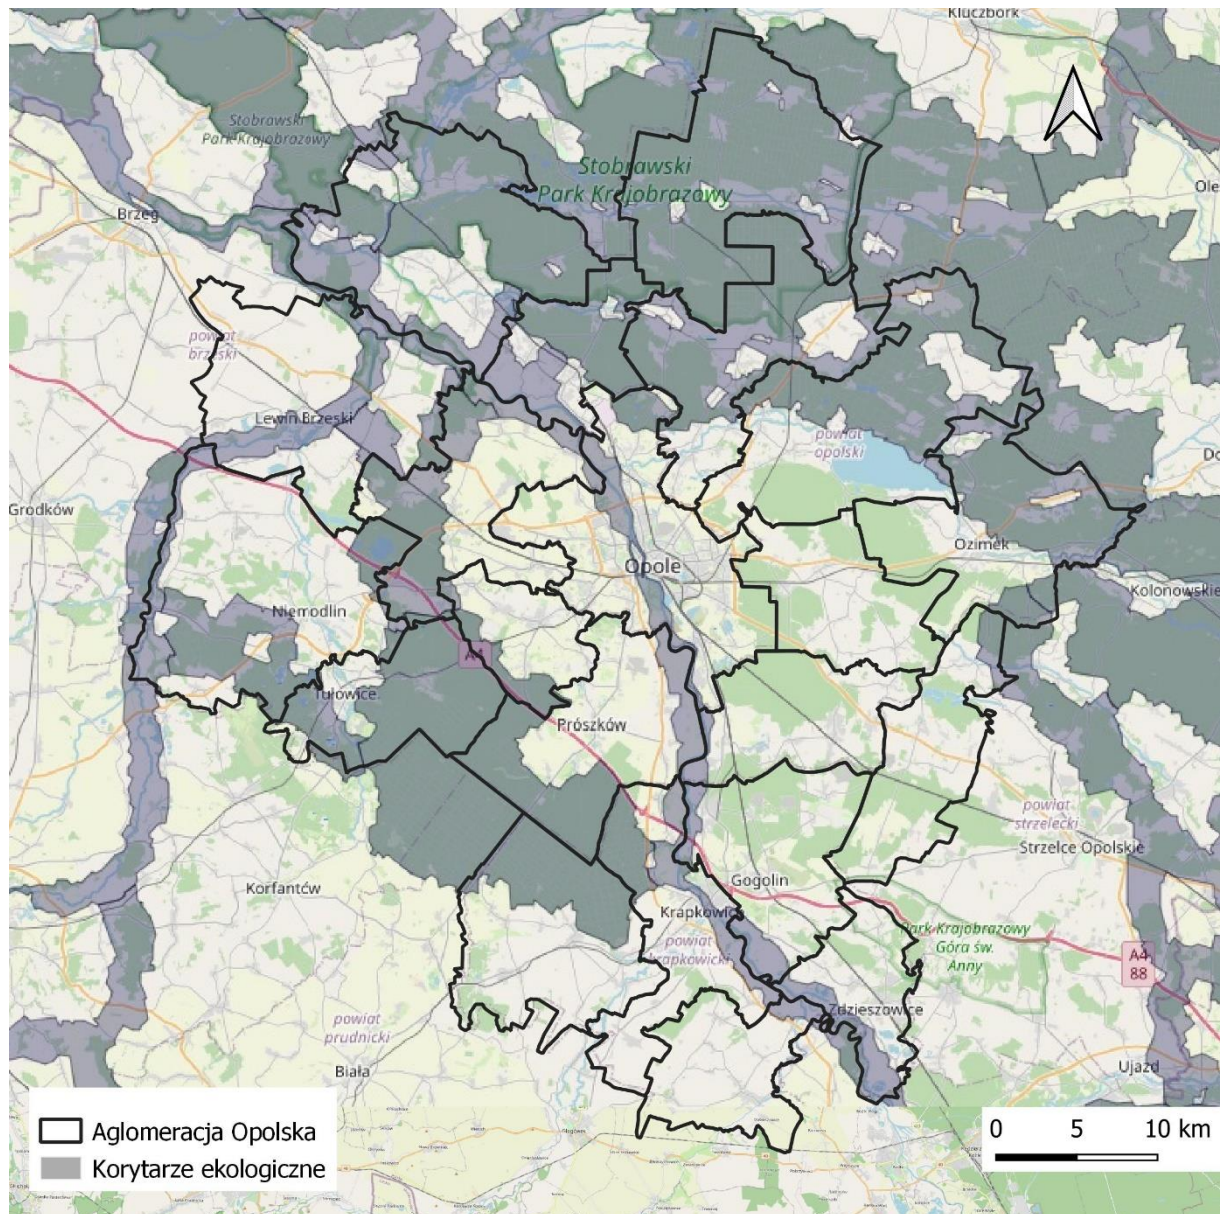 Kluczbork
Stobrawski
Park Krajobrazowy
Stobrawski
Park Krajobrazowy
Ole
Brzeg
powiat
brzeski
Lewin Brzeski
powiat
opolski
Grodków
Ozimek
Opole
Kolonowskie
Niemodlin
A4
Tułowice
Prószków
powiat
strzelecki
Strzelce Opolskie
Korfantów
Gogolin
Krapkowice
powiat
krapkowicki
Park Krajobrazowy
Góra św.
Anny
A4
88
Zdzieszowice
powiat
prudnicki
Biała
Ujazd
Aglomeracja Opolska
Korytarze ekologiczne
0 5 10 km